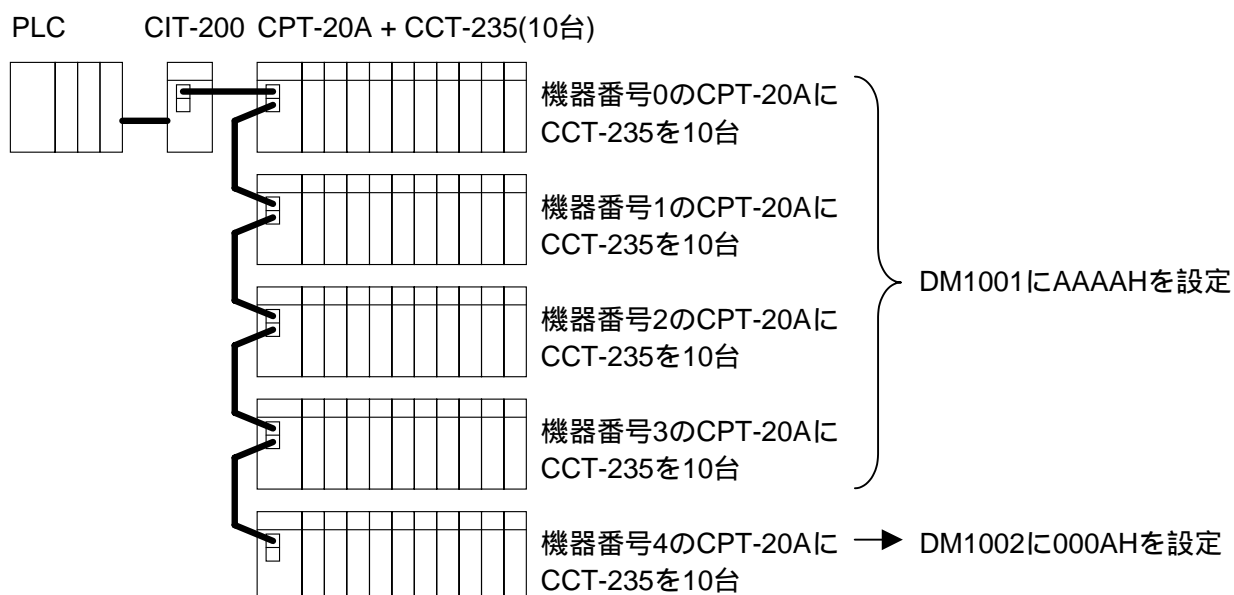 PLC CIT-200 CPT-20A + CCT-235(10台)
機器番号0のCPT-20Aに
CCT-235を10台
機器番号1のCPT-20Aに
CCT-235を10台
DM1001にAAAAHを設定
機器番号2のCPT-20Aに
CCT-235を10台
機器番号3のCPT-20Aに
CCT-235を10台
機器番号4のCPT-20Aに
DM1002に000AHを設定
CCT-235を10台